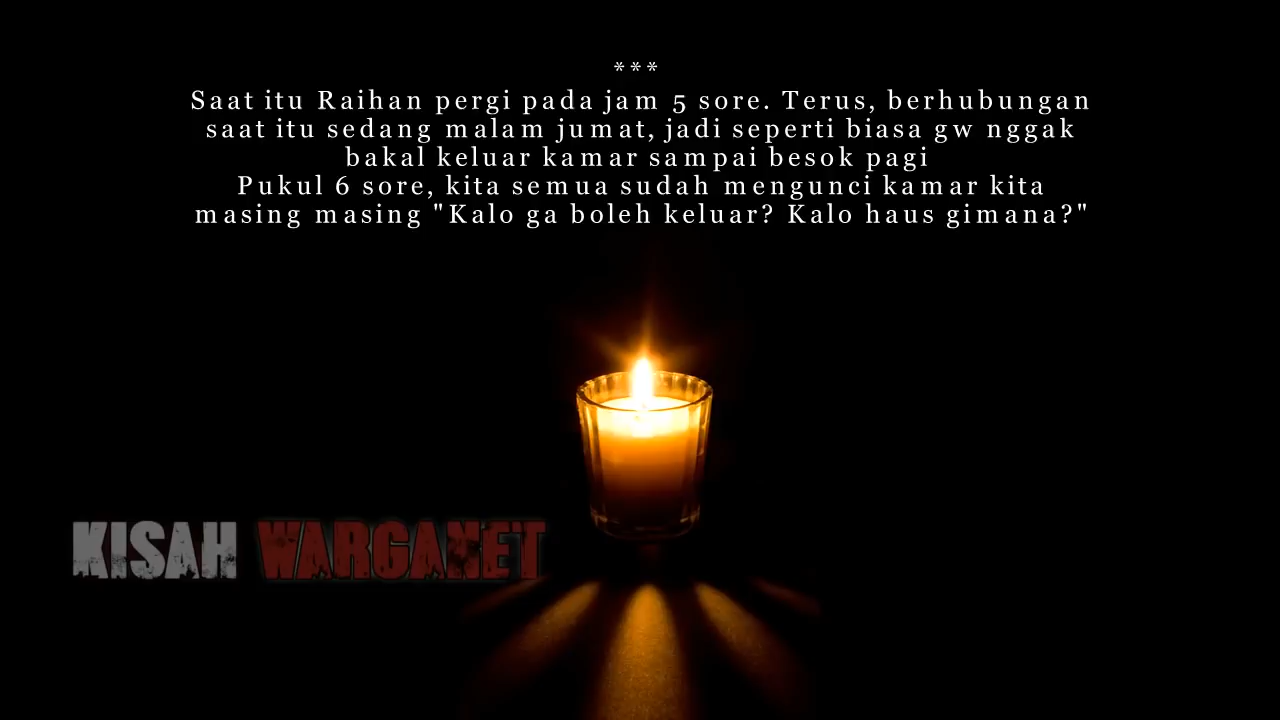 ***
Saat itu Raihan pergi pada jam 5 sore. Terus, berhubungan
saat itu sedang malam jumat, jadi seperti biasa gw nggak
bakal keluar kamar sampai besok pagi
Pukul 6 sore, kita semua sudah mengunci kamar kita
masing masing "Kalo ga boleh keluar? Kalo haus gimana?"
KISAH WARGANET